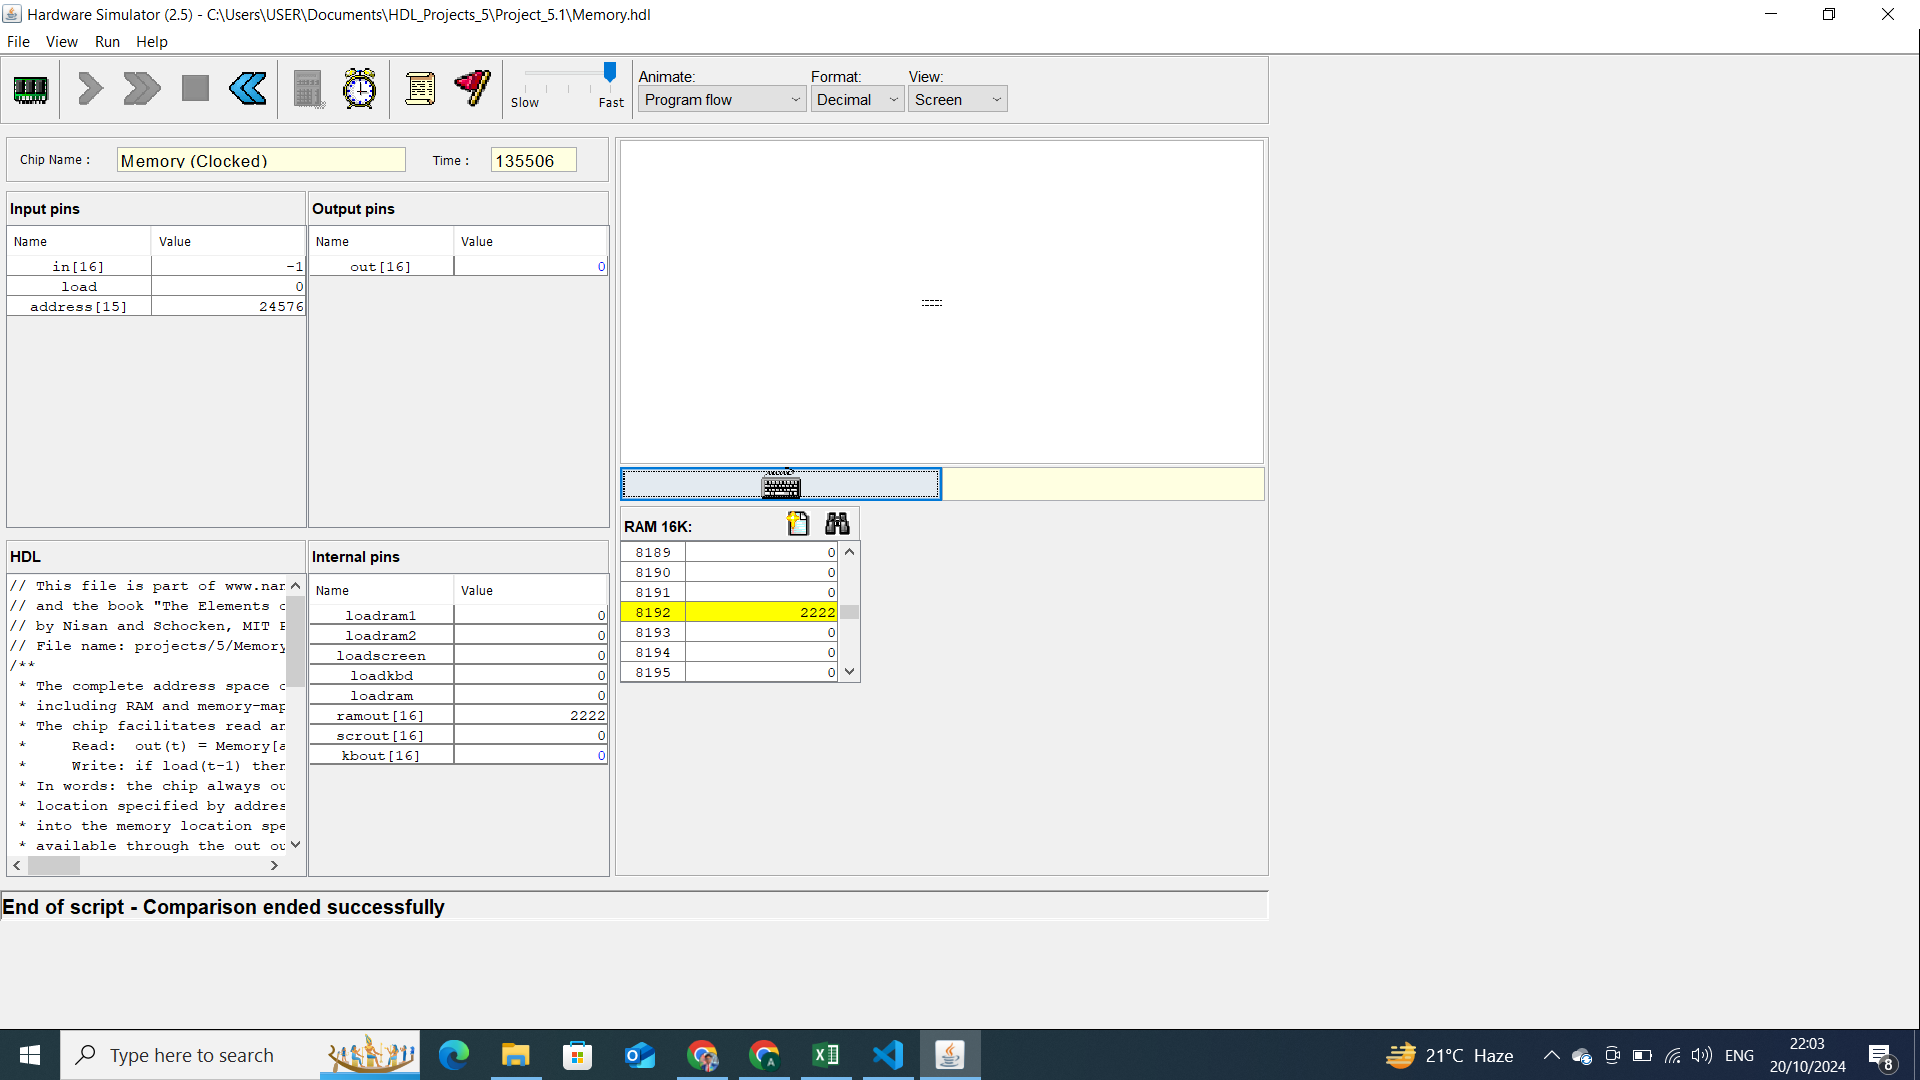 Hardware Simulator (2.5) - C:\Users\USER\Documents\HDL_Projects_5\Project_5.1\Memory.hdl
File View Run Help
Slow Fast
Animate: Format: View:
Program flow Decimal Screen
Chip Name : Memory (Clocked) Time : 135506
Input pins
Name Value
in[16] -1
load 0
address[15] 24576
Output pins
Name Value
out[16] 0
RAM 16K:
8189 0
8190 0
8191 0
8192 2222
8193 0
8194 0
8195 0
HDL
// This file is part of www.nan
// and the book "The Elements o
// by Nisan and Schocken, MIT P
// File name: projects/5/Memory
/**
* The complete address space o
* including RAM and memory-map
* The chip facilitates read an
* Read: out(t) = Memory[a
* Write: if load(t-1) then
* In words: the chip always ou
* location specified by addres
* into the memory location spe
* available through the out ou
Internal pins
Name Value
loadram1 0
loadram2 0
loadscreen 0
loadkbd 0
loadram 0
ramout[16] 2222
scrout[16] 0
kbout[16] 0
End of script - Comparison ended successfully
Type here to search
21°C Haze
ENG
22:03
20/10/2024
8